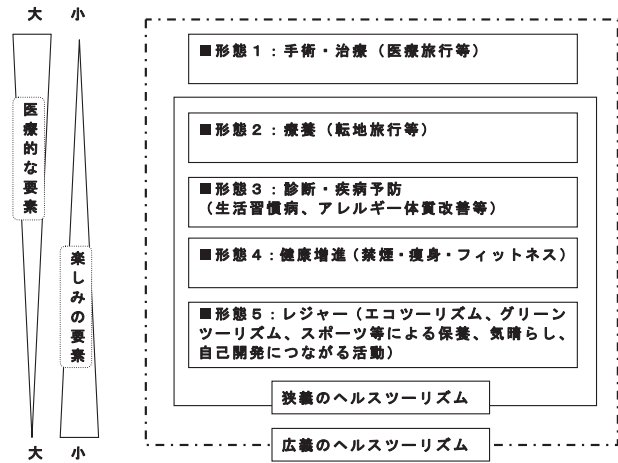 大 小
医療的な要素
楽しみの要素
大 小
■形態1：手術・治療（医療旅行等）
■形態2：療養（転地旅行等）
■形態3：診断・疾病予防
（生活習慣病、アレルギー体質改善等）
■形態4：健康増進（禁煙・痩身・フィットネス）
■形態5：レジャー（エコツーリズム、グリーン
ツーリズム、スポーツ等による保養、気晴らし、
自己開発につながる活動）
狭義のヘルスツーリズム
広義のヘルスツーリズム